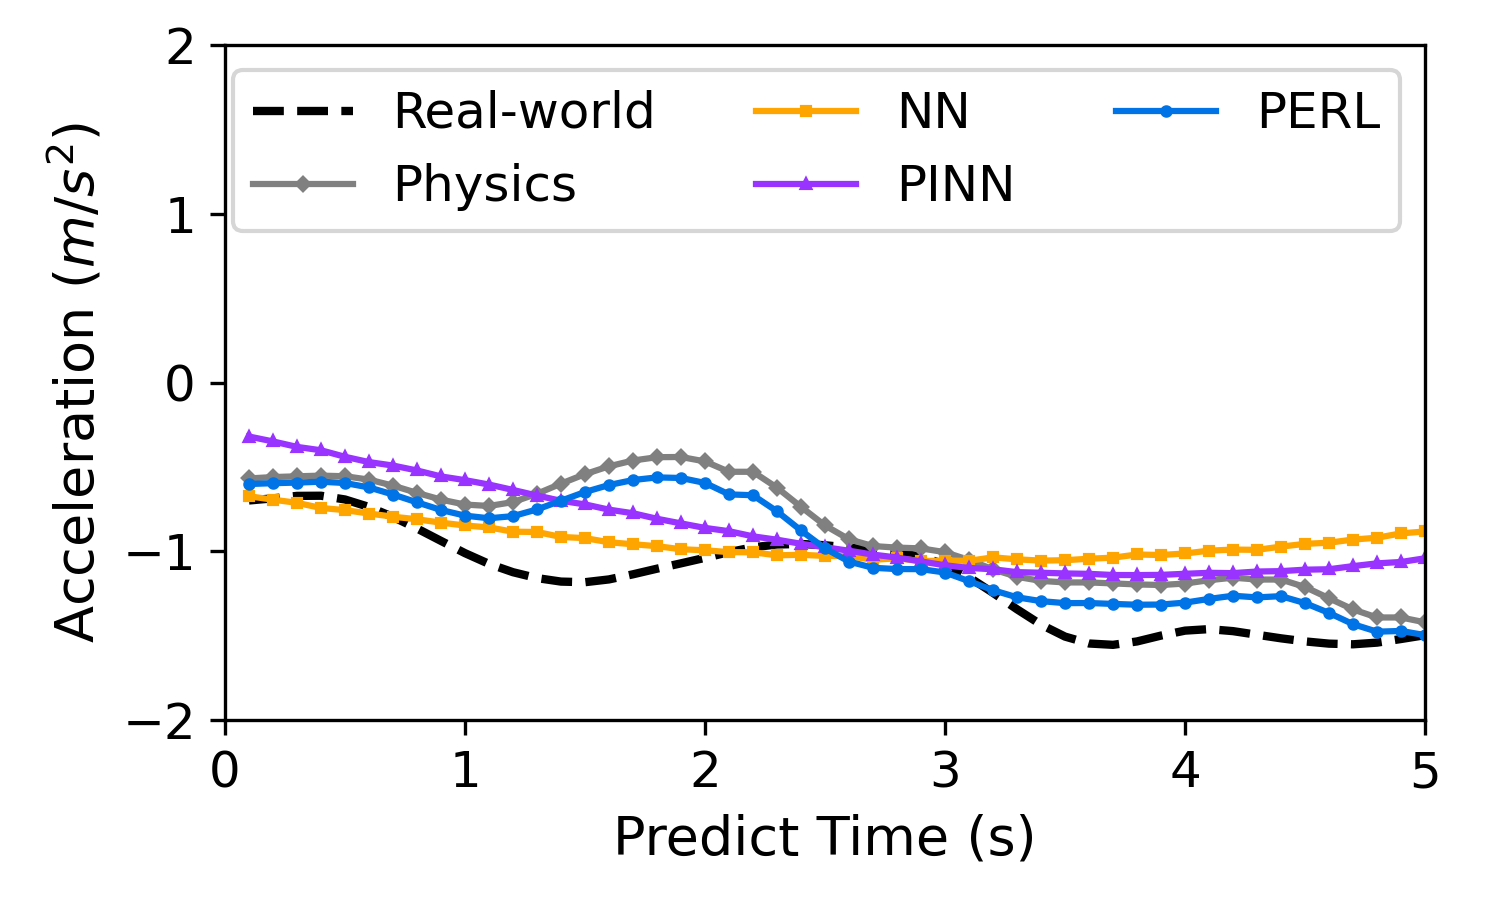 2
1
0
−1
−2
Acceleration (m/s²)
Real-world
Physics
NN
PINN
PERL
0 1 2 3 4 5
Predict Time (s)